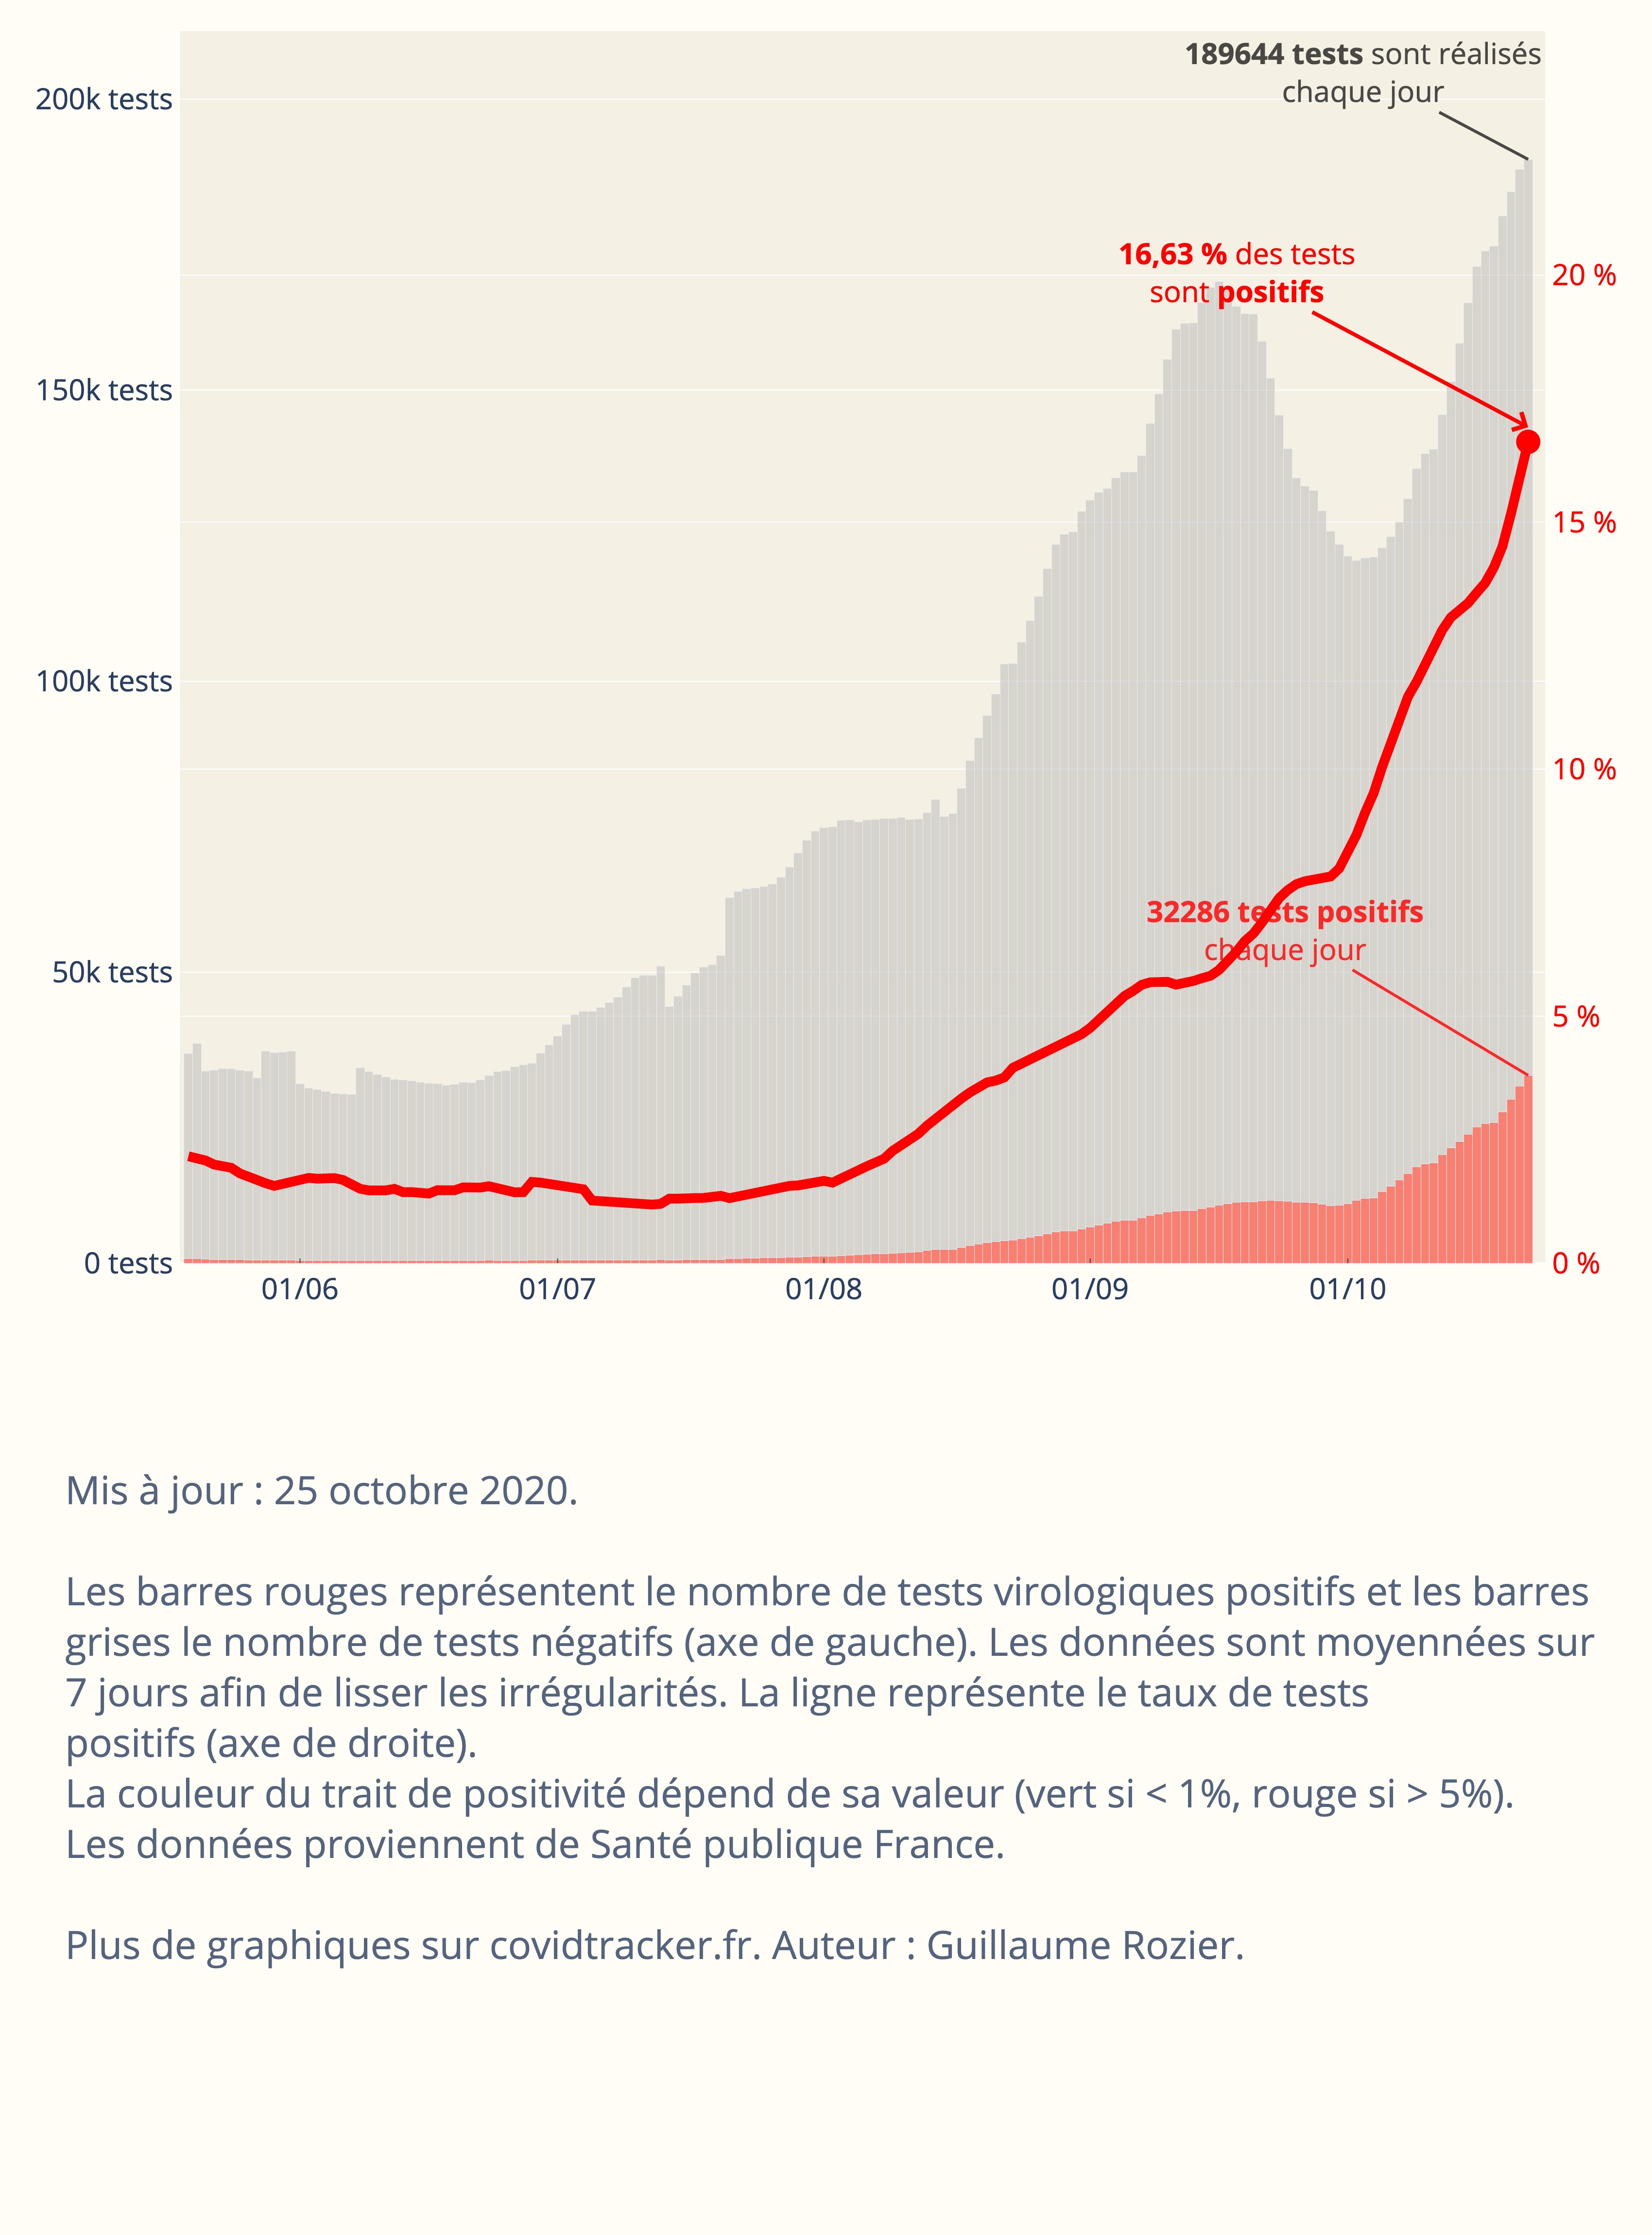 189644 tests sont réalisés
chaque jour
200k tests
16,63 % des tests
sont positifs
20 %
150k tests
15 %
100k tests
10 %
32286 tests positifs
chaque jour
50k tests
5 %
0 tests
0 %
01/06
01/07
01/08
01/09
01/10
Mis à jour : 25 octobre 2020.
Les barres rouges représentent le nombre de tests virologiques positifs et les barres
grises le nombre de tests négatifs (axe de gauche). Les données sont moyennées sur
7 jours afin de lisser les irrégularités. La ligne représente le taux de tests
positifs (axe de droite).
La couleur du trait de positivité dépend de sa valeur (vert si < 1%, rouge si > 5%).
Les données proviennent de Santé publique France.
Plus de graphiques sur covidtracker.fr. Auteur : Guillaume Rozier.